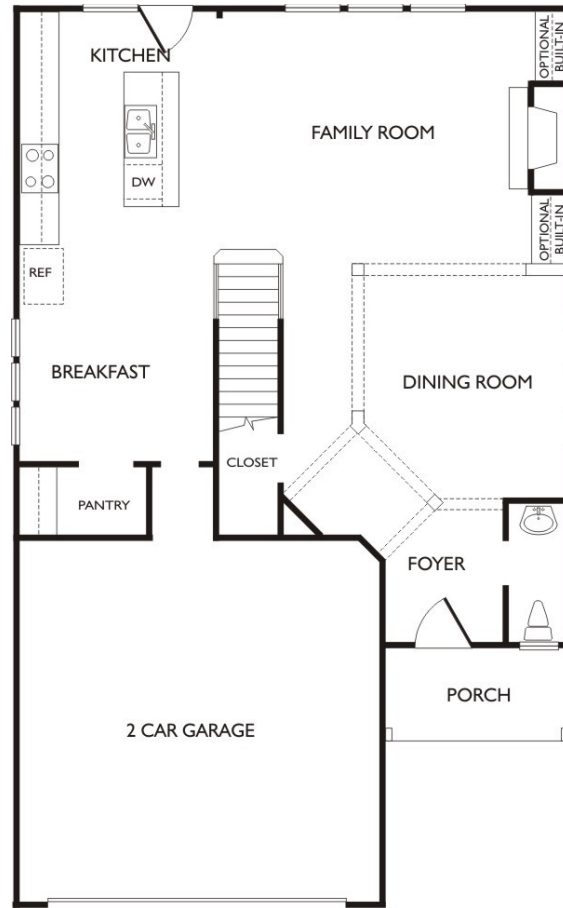 KITCHEN
OPTIONAL
BUILT-IN
FAMILY ROOM
DW
OPTIONAL
BUILT-IN
REF
BREAKFAST
DINING ROOM
CLOSET
PANTRY
FOYER
PORCH
2 CAR GARAGE